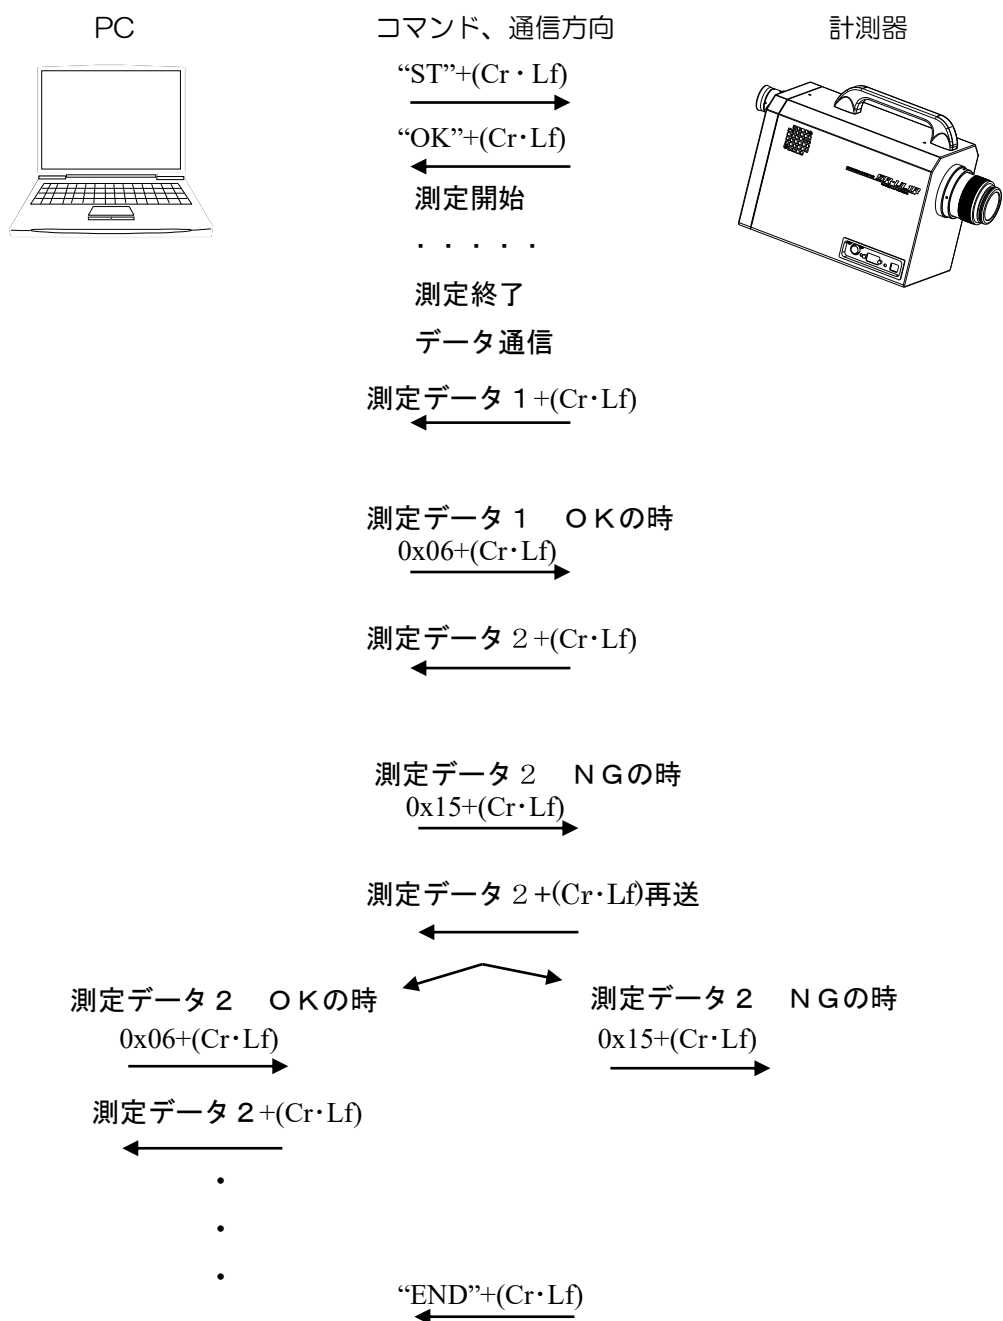 PC　コマンド、通信方向　計測器
“ST”+(Cr・Lf)
“OK”+(Cr・Lf)
測定開始
・・・・・
測定終了
データ通信
測定データ１+(Cr・Lf)
測定データ１　ＯＫの時
0x06+(Cr・Lf)
測定データ２+(Cr・Lf)
測定データ２　ＮＧの時
0x15+(Cr・Lf)
測定データ２+(Cr・Lf)再送
測定データ２　ＯＫの時　測定データ２　ＮＧの時
0x06+(Cr・Lf)　0x15+(Cr・Lf)
測定データ２+(Cr・Lf)
・
・
・
“END”+(Cr・Lf)